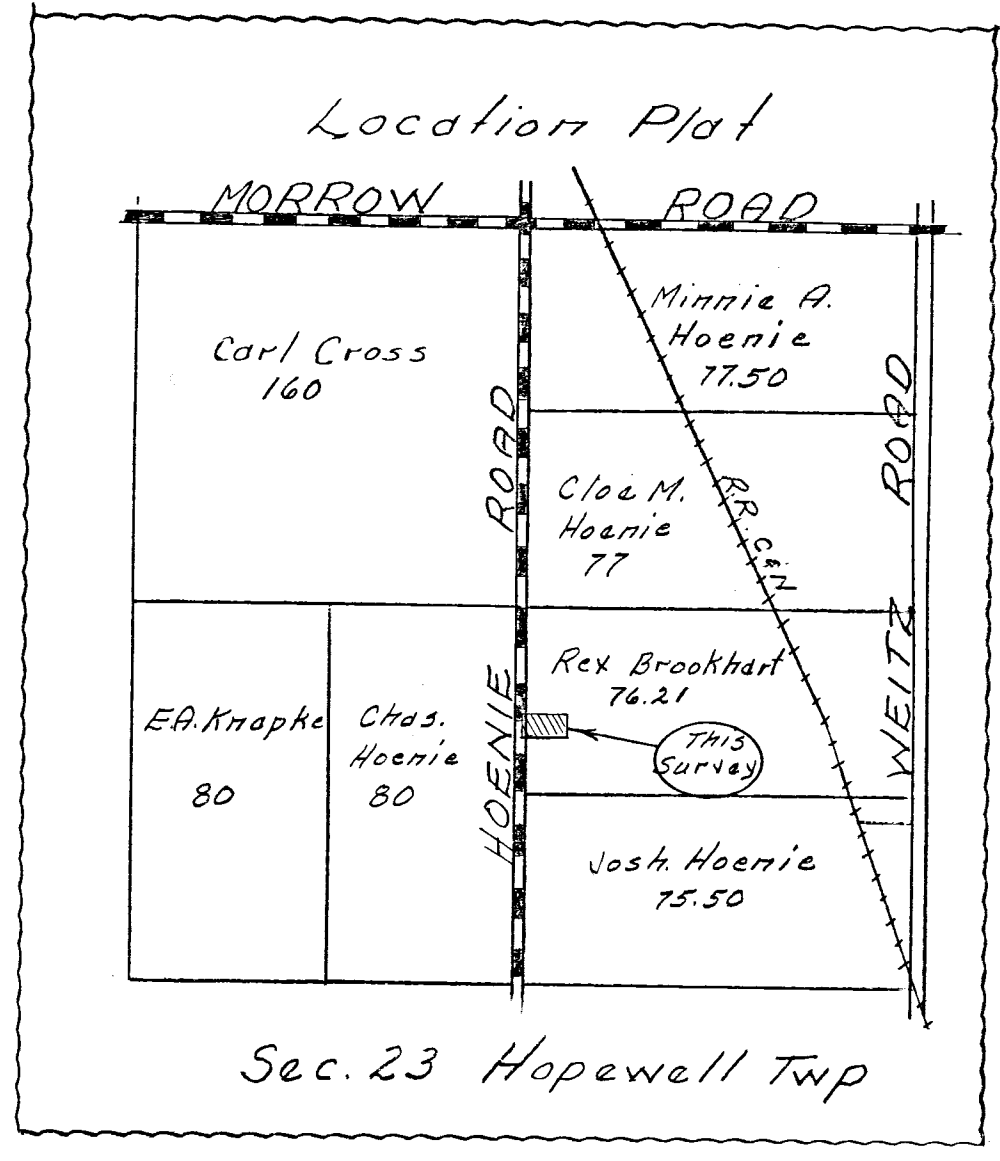 Location Plat
MORROW ROAD
Minnie A.
Hoenie
77.50
Carl Cross
160
HOENIE ROAD
WEITZ ROAD
Cloe M.
Hoenie
77
R.R. C&N
Rex Brookhart
76.21
E.A. Knapke
80
Chas.
Hoenie
80
This
Survey
Josh. Hoenie
75.50
Sec. 23 Hopewell Twp